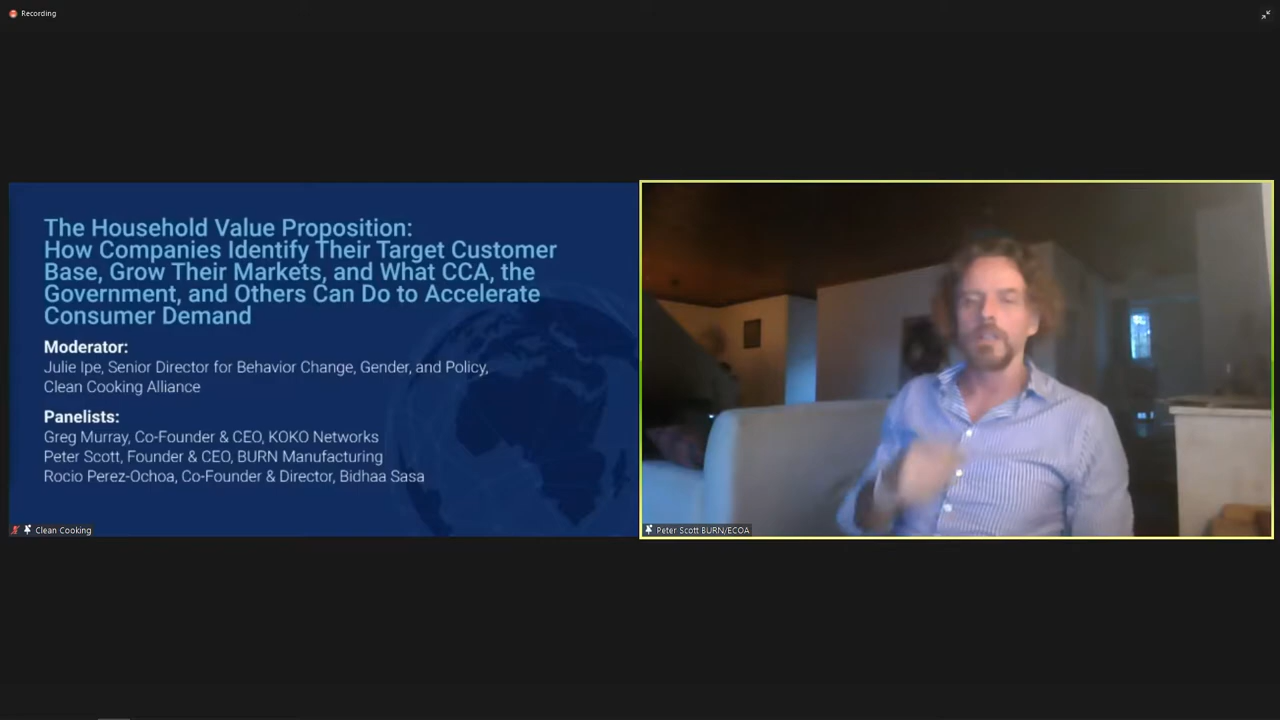 Recording
The Household Value Proposition:
How Companies Identify Their Target Customer
Base, Grow Their Markets, and What CCA, the
Government, and Others Can Do to Accelerate
Consumer Demand
Moderator:
Julie Ipe, Senior Director for Behavior Change, Gender, and Policy,
Clean Cooking Alliance
Panelists:
Greg Murray, Co-Founder & CEO, KOKO Networks
Peter Scott, Founder & CEO, BURN Manufacturing
Rocio Perez-Ochoa, Co-Founder & Director, Bidhaa Sasa
Clean Cooking
Peter Scott BURN/ECOA